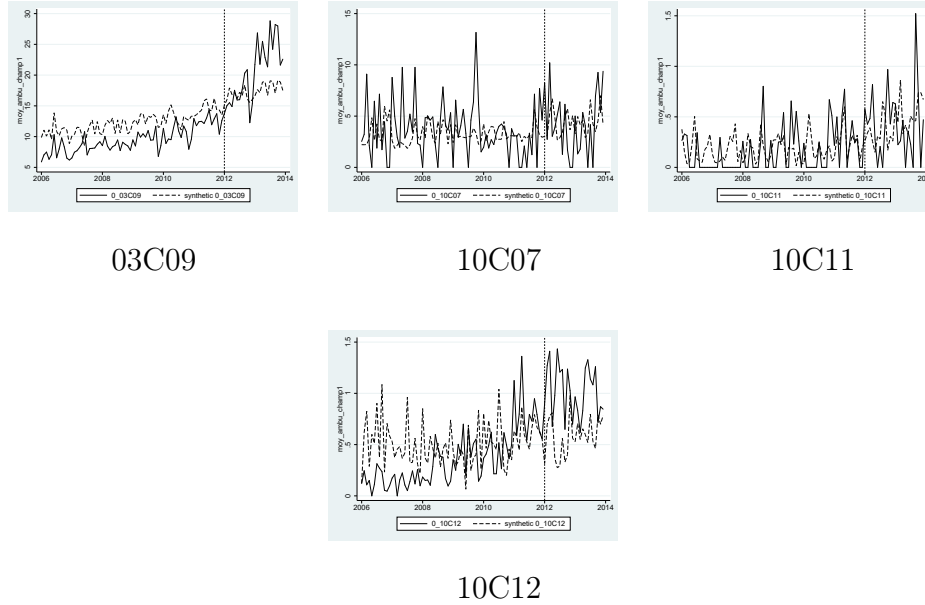 moy_ambu_champ1
30
25
20
15
10
5
2006 2008 2010 2012 2014
0_03C09 synthetic 0_03C09
03C09
moy_ambu_champ1
15
10
5
0
2006 2008 2010 2012 2014
0_10C07 synthetic 0_10C07
10C07
moy_ambu_champ1
1.5
1
.5
0
2006 2008 2010 2012
0_10C11 synthetic 0_10C11
10C11
moy_ambu_champ1
1.5
1
.5
0
2006 2008 2010 2012 2014
0_10C12 synthetic 0_10C12
10C12